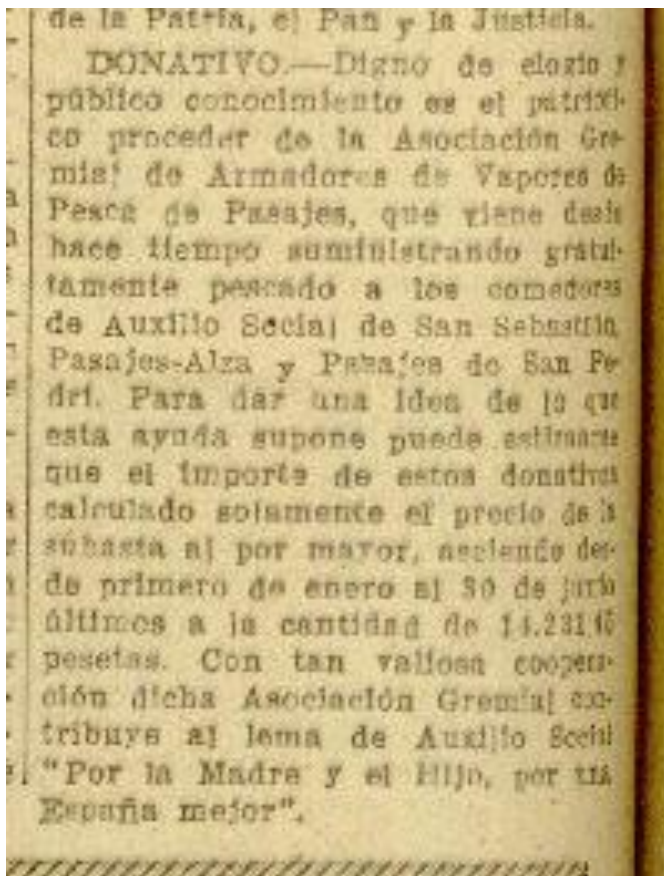 de la Patria, el Pan y la Justicia.
DONATIVO.—Digno de elogio y
público conocimiento es el patrióti-
co proceder de la Asociación Gre-
mial de Armadores de Vapores de
Pesca de Pasajes, que viene desde
hace tiempo suministrando gratui-
tamente pescado a los comedores
de Auxilio Social de San Sebastián,
Pasajes-Alza y Pasajes de San Pe-
dri. Para dar una idea de lo que
esta ayuda supone puede estimarse
que el importe de estos donativos
calculado solamente el precio de la
subasta al por mayor, asciende des-
de primero de enero al 30 de junio
últimos a la cantidad de
pesetas. Con tan valiosa coopera-
ción dicha Asociación Gremial con-
tribuye al lema de Auxilio Social
"Por la Madre y el Hijo, por una
España mejor".